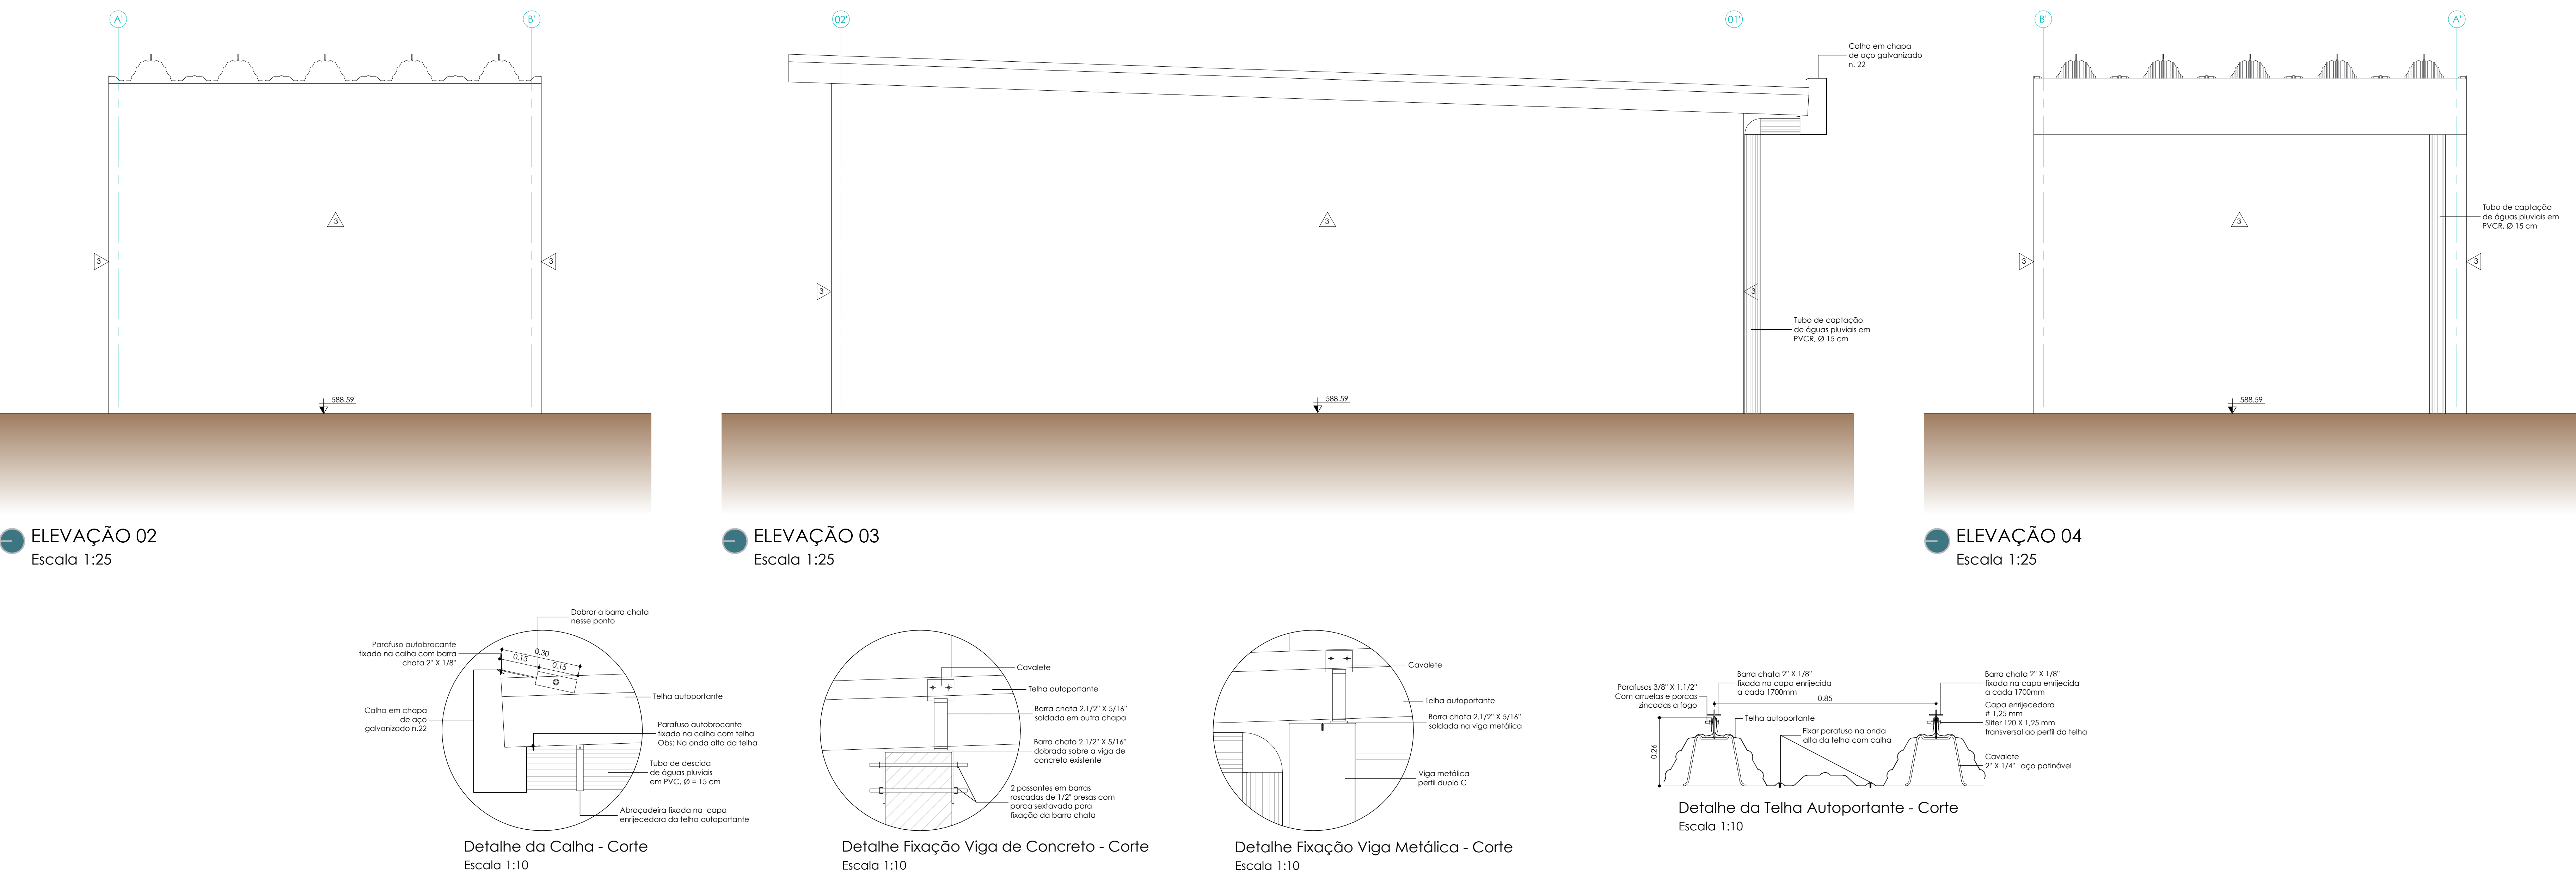 A'
B'
3
3
3
588.59
ELEVAÇÃO 02
Escala 1:25
02'
01'
Calha em chapa
de aço galvanizado
n. 22
3
3
3
Tubo de captação
de águas pluviais em
PVCR, Ø 15 cm
588.59
ELEVAÇÃO 03
Escala 1:25
B'
A'
3
3
3
Tubo de captação
de águas pluviais em
PVCR, Ø 15 cm
588.59
ELEVAÇÃO 04
Escala 1:25
Dobrar a barra chata
nesse ponto
Parafuso autobrocante
fixado na calha com barra
chata 2" X 1/8"
0.30
0.15
0.15
Telha autoportante
Calha em chapa
de aço
galvanizado n.22
Parafuso autobrocante
fixado na calha com telha
Obs: Na onda alta da telha
Tubo de descida
de águas pluviais
em PVC, Ø = 15 cm
Abraçadeira fixada na capa
enrijecedora da telha autoportante
Detalhe da Calha - Corte
Escala 1:10
Cavalete
Telha autoportante
Barra chata 2.1/2" X 5/16"
soldada em outra chapa
Barra chata 2.1/2" X 5/16"
dobrada sobre a viga de
concreto existente
2 passantes em barras
roscadas de 1/2" presas com
porca sextavada para
fixação da barra chata
Detalhe Fixação Viga de Concreto - Corte
Escala 1:10
Cavalete
Telha autoportante
Barra chata 2.1/2" X 5/16"
soldada na viga metálica
Viga metálica
perfil duplo C
Detalhe Fixação Viga Metálica - Corte
Escala 1:10
Parafusos 3/8" X 1.1/2"
Com arruelas e porcas
zincadas a fogo
Barra chata 2" X 1/8"
fixada na capa enrijecida
a cada 1700mm
0.85
Telha autoportante
Fixar parafuso na onda
alta da telha com calha
0.26
Barra chata 2" X 1/8"
fixada na capa enrijecida
a cada 1700mm
Capa enrijecedora
# 1,25 mm
Sliter 120 X 1,25 mm
transversal ao perfil da telha
Cavalete
2" X 1/4" aço patinável
Detalhe da Telha Autoportante - Corte
Escala 1:10